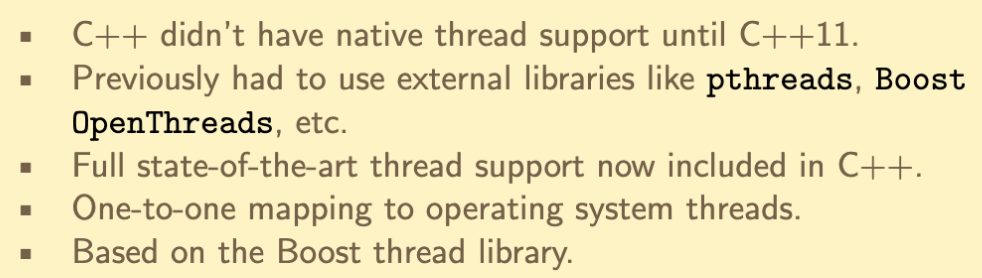 ▪ C++ didn't have native thread support until C++11.
▪ Previously had to use external libraries like pthreads, Boost
OpenThreads, etc.
▪ Full state-of-the-art thread support now included in C++.
▪ One-to-one mapping to operating system threads.
▪ Based on the Boost thread library.